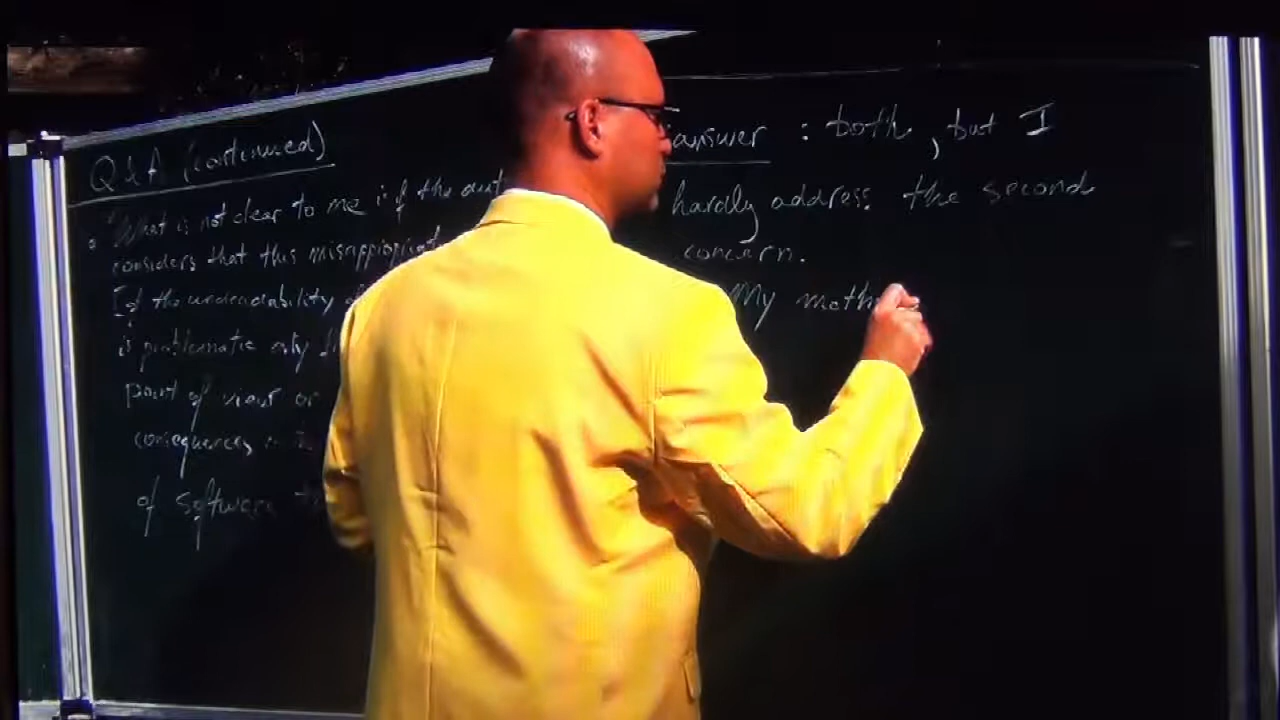 Q & A (continued)
"What is not clear to me is if the aut
considers that this misappropriat
[of the undecidability of
is problematic only f
point of view or
consequences
of software
answer : both, but I
hardly address the second
concern.
My meth